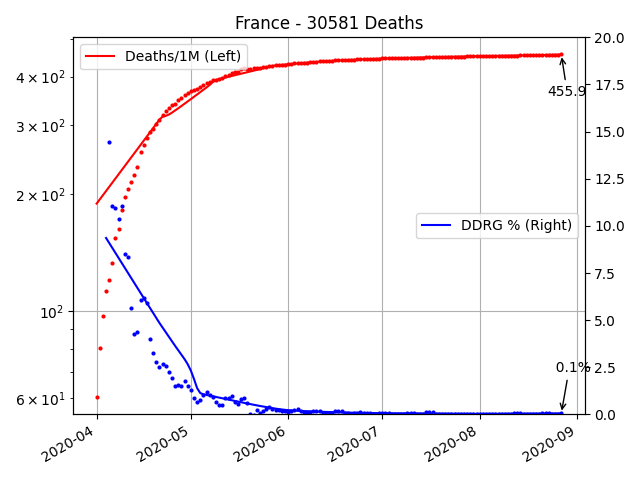 France - 30581 Deaths
Deaths/1M (Left)
DDRG % (Right)
4 × 10²
3 × 10²
2 × 10²
10²
6 × 10¹
20.0
17.5
15.0
12.5
10.0
7.5
5.0
2.5
0.0
455.9
0.1%
2020-04
2020-05
2020-06
2020-07
2020-08
2020-09